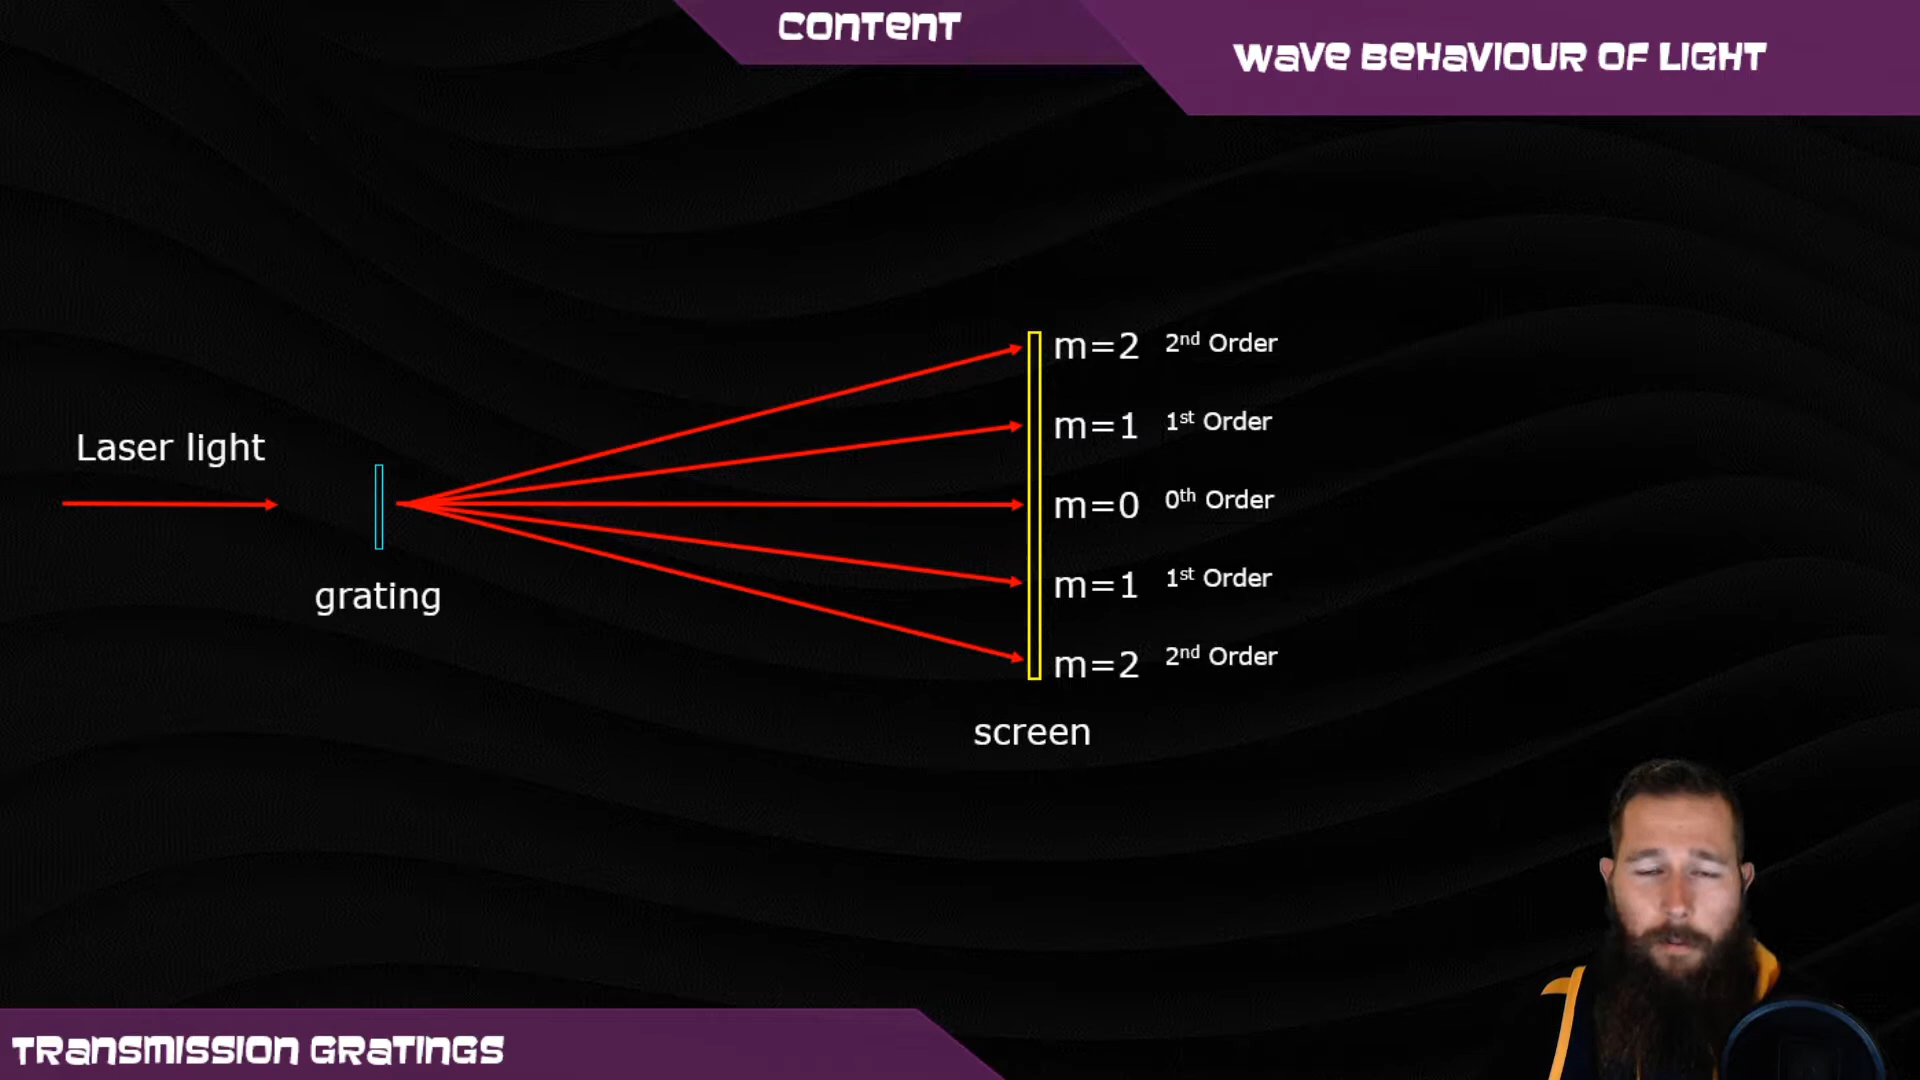 CONTENT
WAVE BEHAVIOUR OF LIGHT
m=2 2nd Order
m=1 1st Order
Laser light
m=0 0th Order
grating
m=1 1st Order
m=2 2nd Order
screen
TRANSMISSION GRATINGS